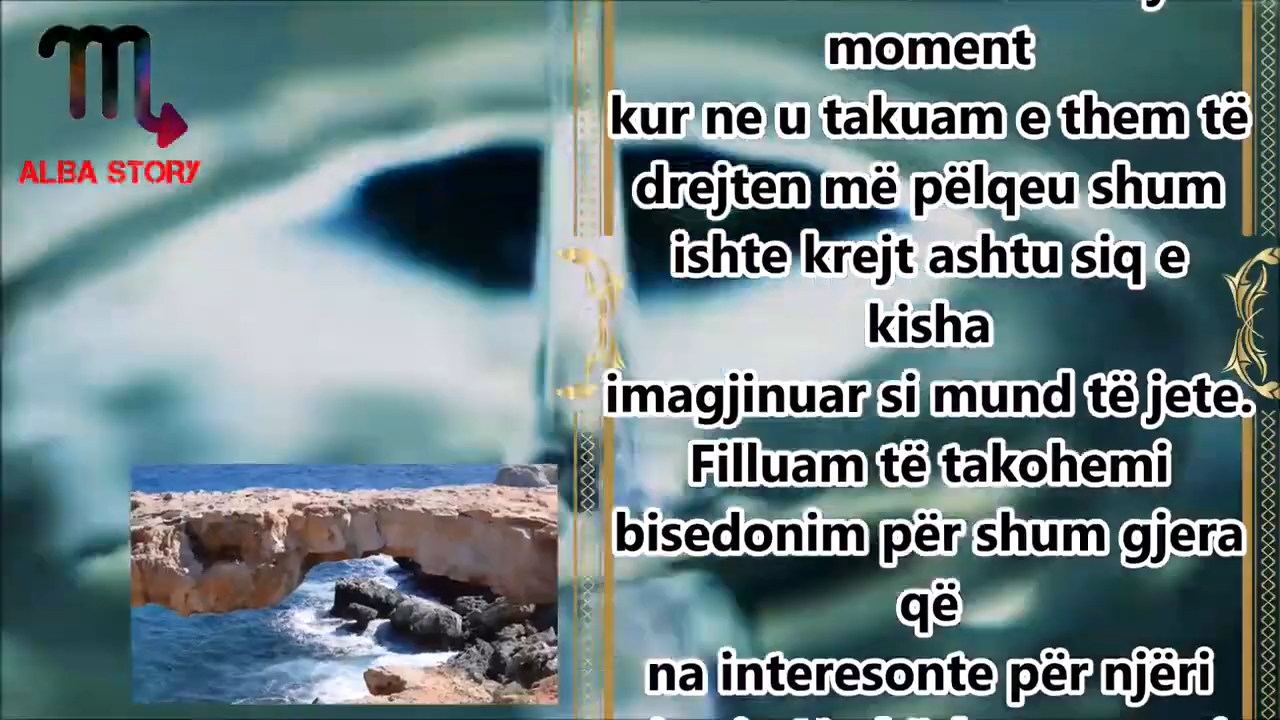 ALBA STORY
moment
kur ne u takuam e them të
drejten më pëlqeu shum
ishte krejt ashtu siq e
kisha
imagjinuar si mund të jete.
Filluam të takohemi
bisedonim për shum gjera
që
na interesonte për njëri